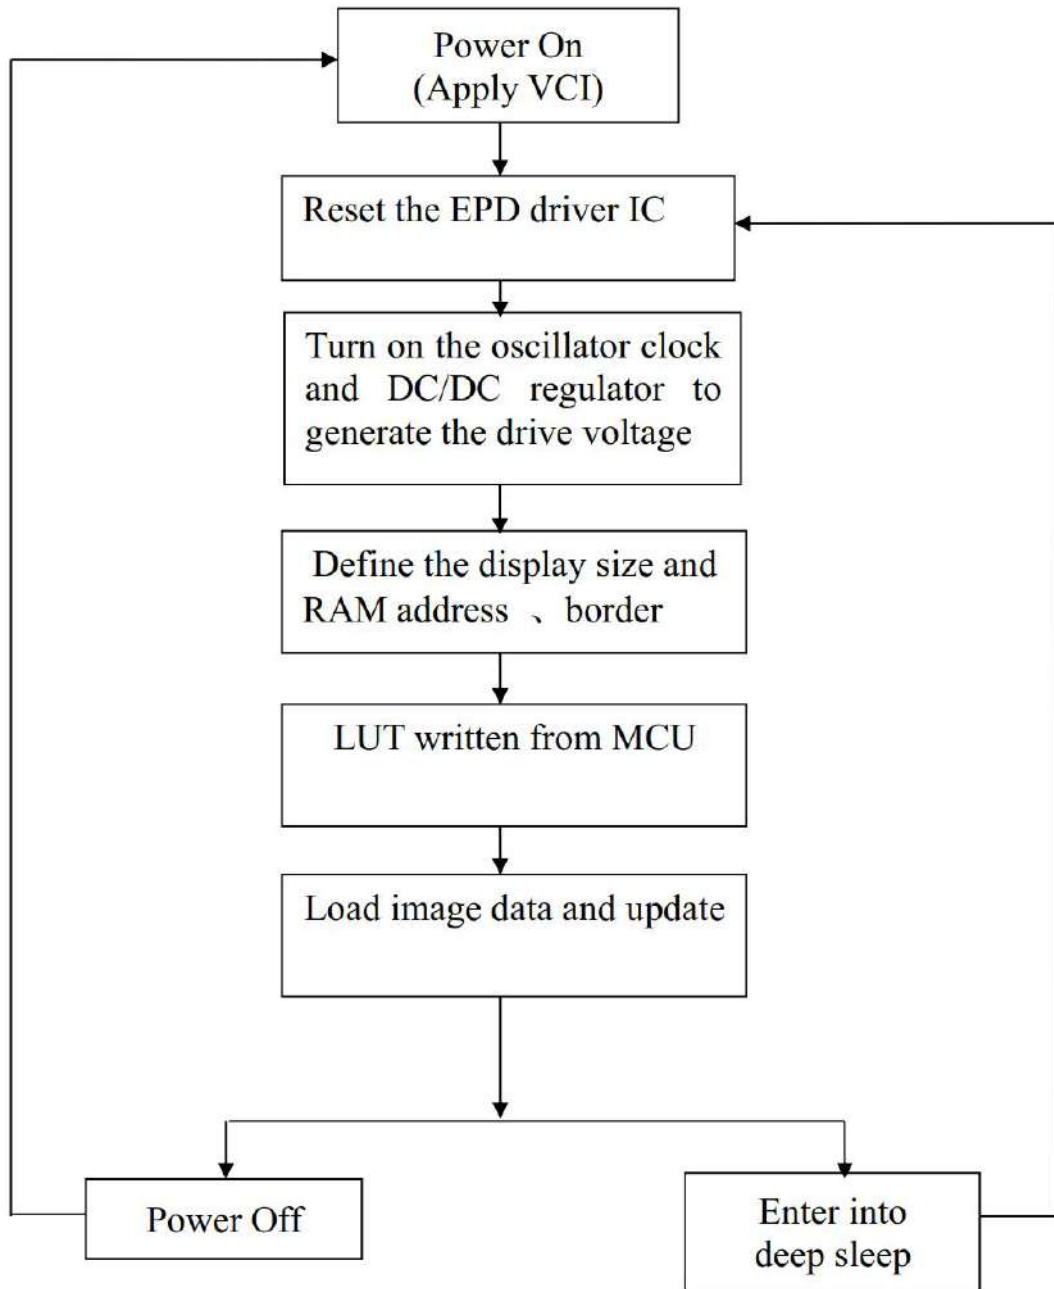 Power On
(Apply VCI)
Reset the EPD driver IC
Turn on the oscillator clock
and DC/DC regulator to
generate the drive voltage
Define the display size and
RAM address 、border
LUT written from MCU
Load image data and update
Power Off
Enter into
deep sleep